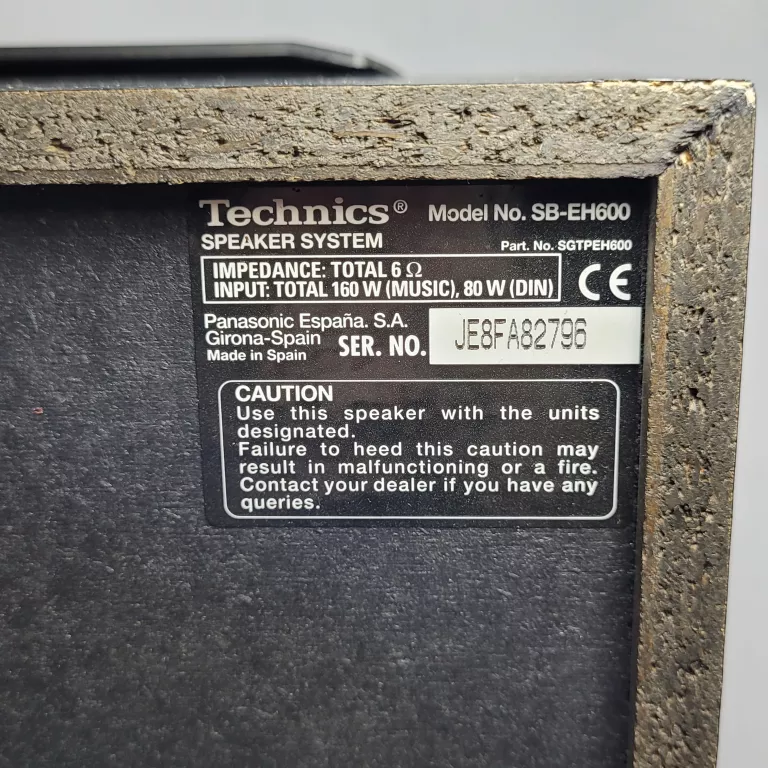 Technics® Model No. SB-EH600
SPEAKER SYSTEM Part. No. SGTPEH600
IMPEDANCE: TOTAL 6 Ω
INPUT: TOTAL 160 W (MUSIC), 80 W (DIN) CE
Panasonic España. S.A.
Girona-Spain
Made in Spain SER. NO. JE8FA82796
CAUTION
Use this speaker with the units
designated.
Failure to heed this caution may
result in malfunctioning or a fire.
Contact your dealer if you have any
queries.